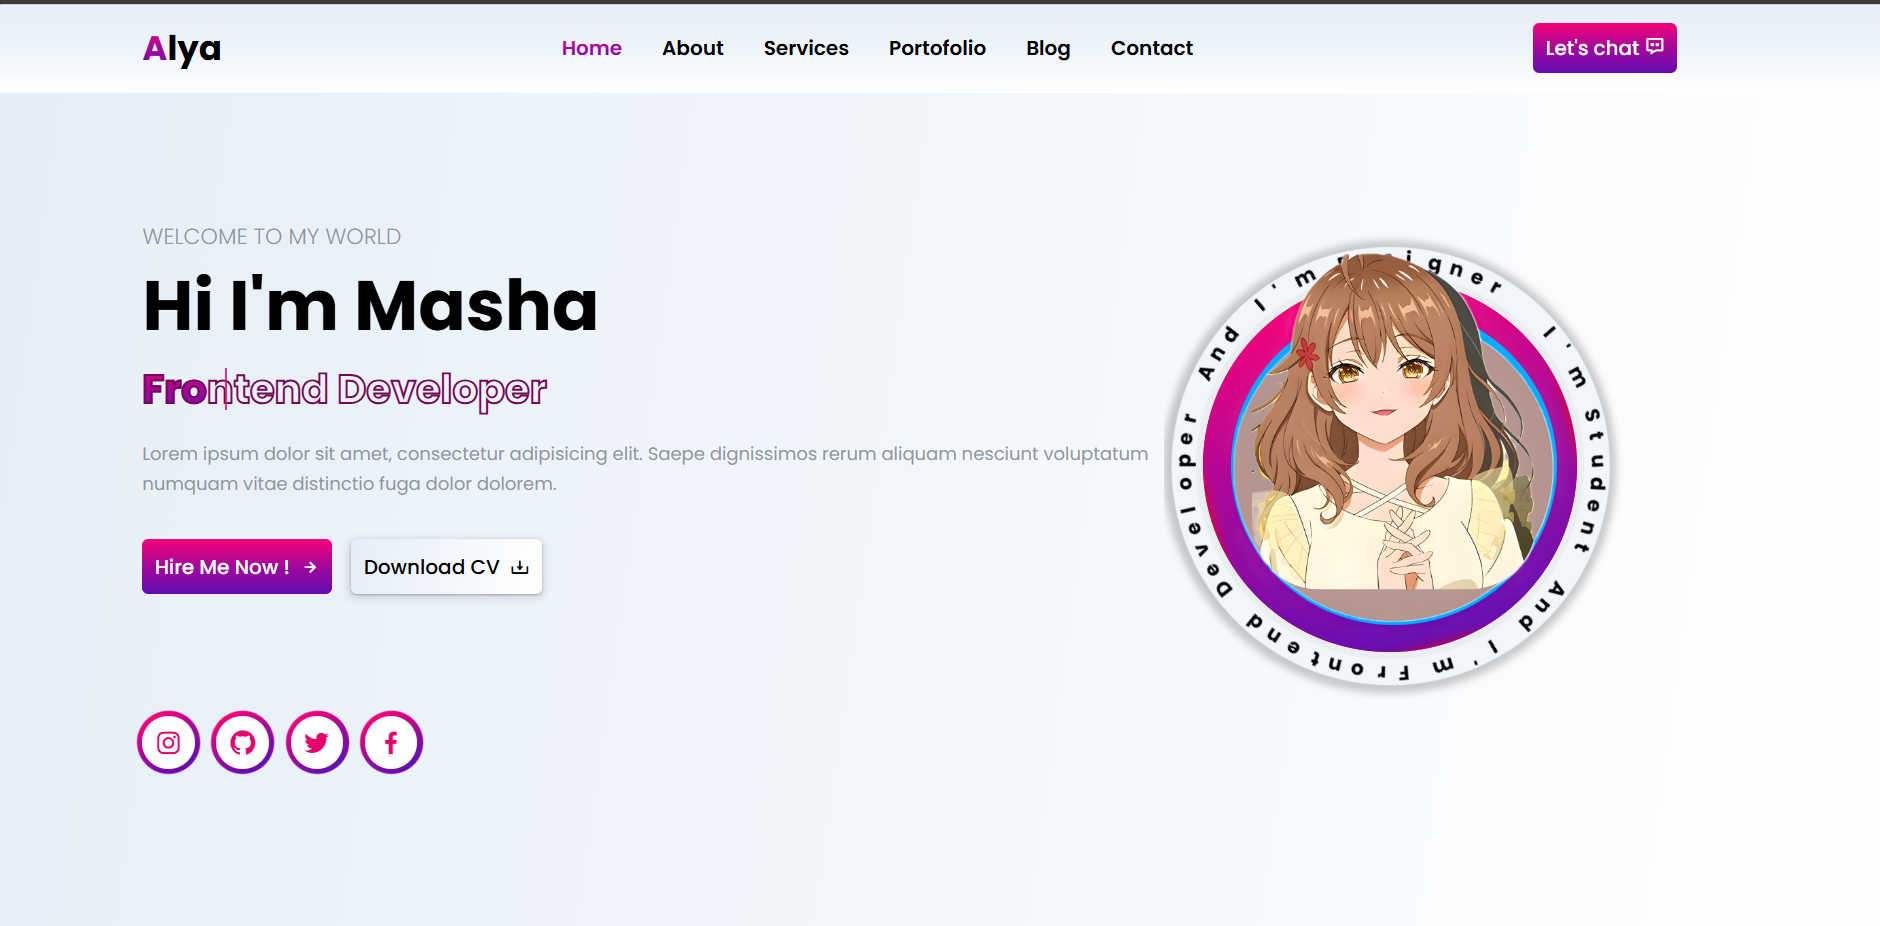 Alya
Home About Services Portofolio Blog Contact
Let's chat
WELCOME TO MY WORLD
Hi I'm Masha
Frontend Developer
Lorem ipsum dolor sit amet, consectetur adipisicing elit. Saepe dignissimos rerum aliquam nesciunt voluptatum
numquam vitae distinctio fuga dolor dolorem.
Hire Me Now !
Download CV
I'm Student And I'm Frontend Developer And I'm